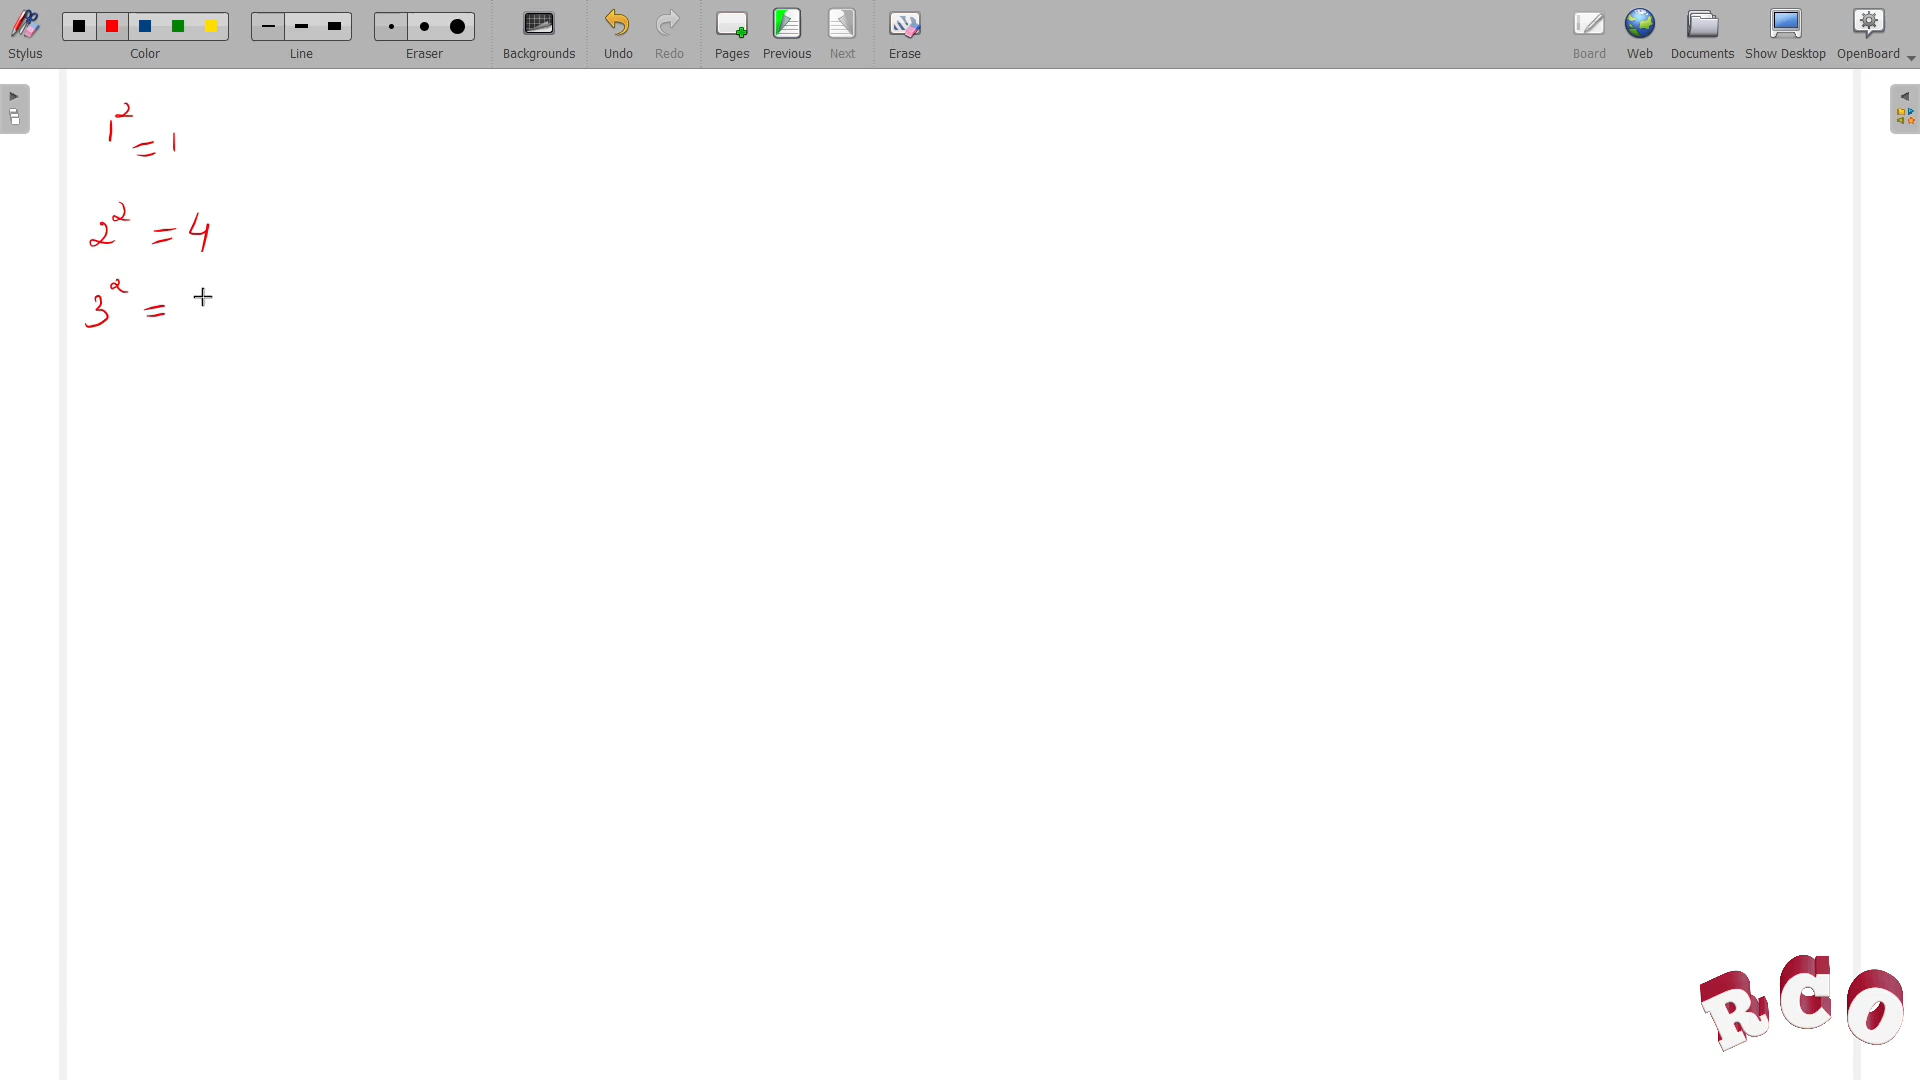 Stylus Color Line Eraser Backgrounds Undo Redo Pages Previous Next Erase Board Web Documents Show Desktop OpenBoard
1² = 1
2² = 4
3² =
RCO